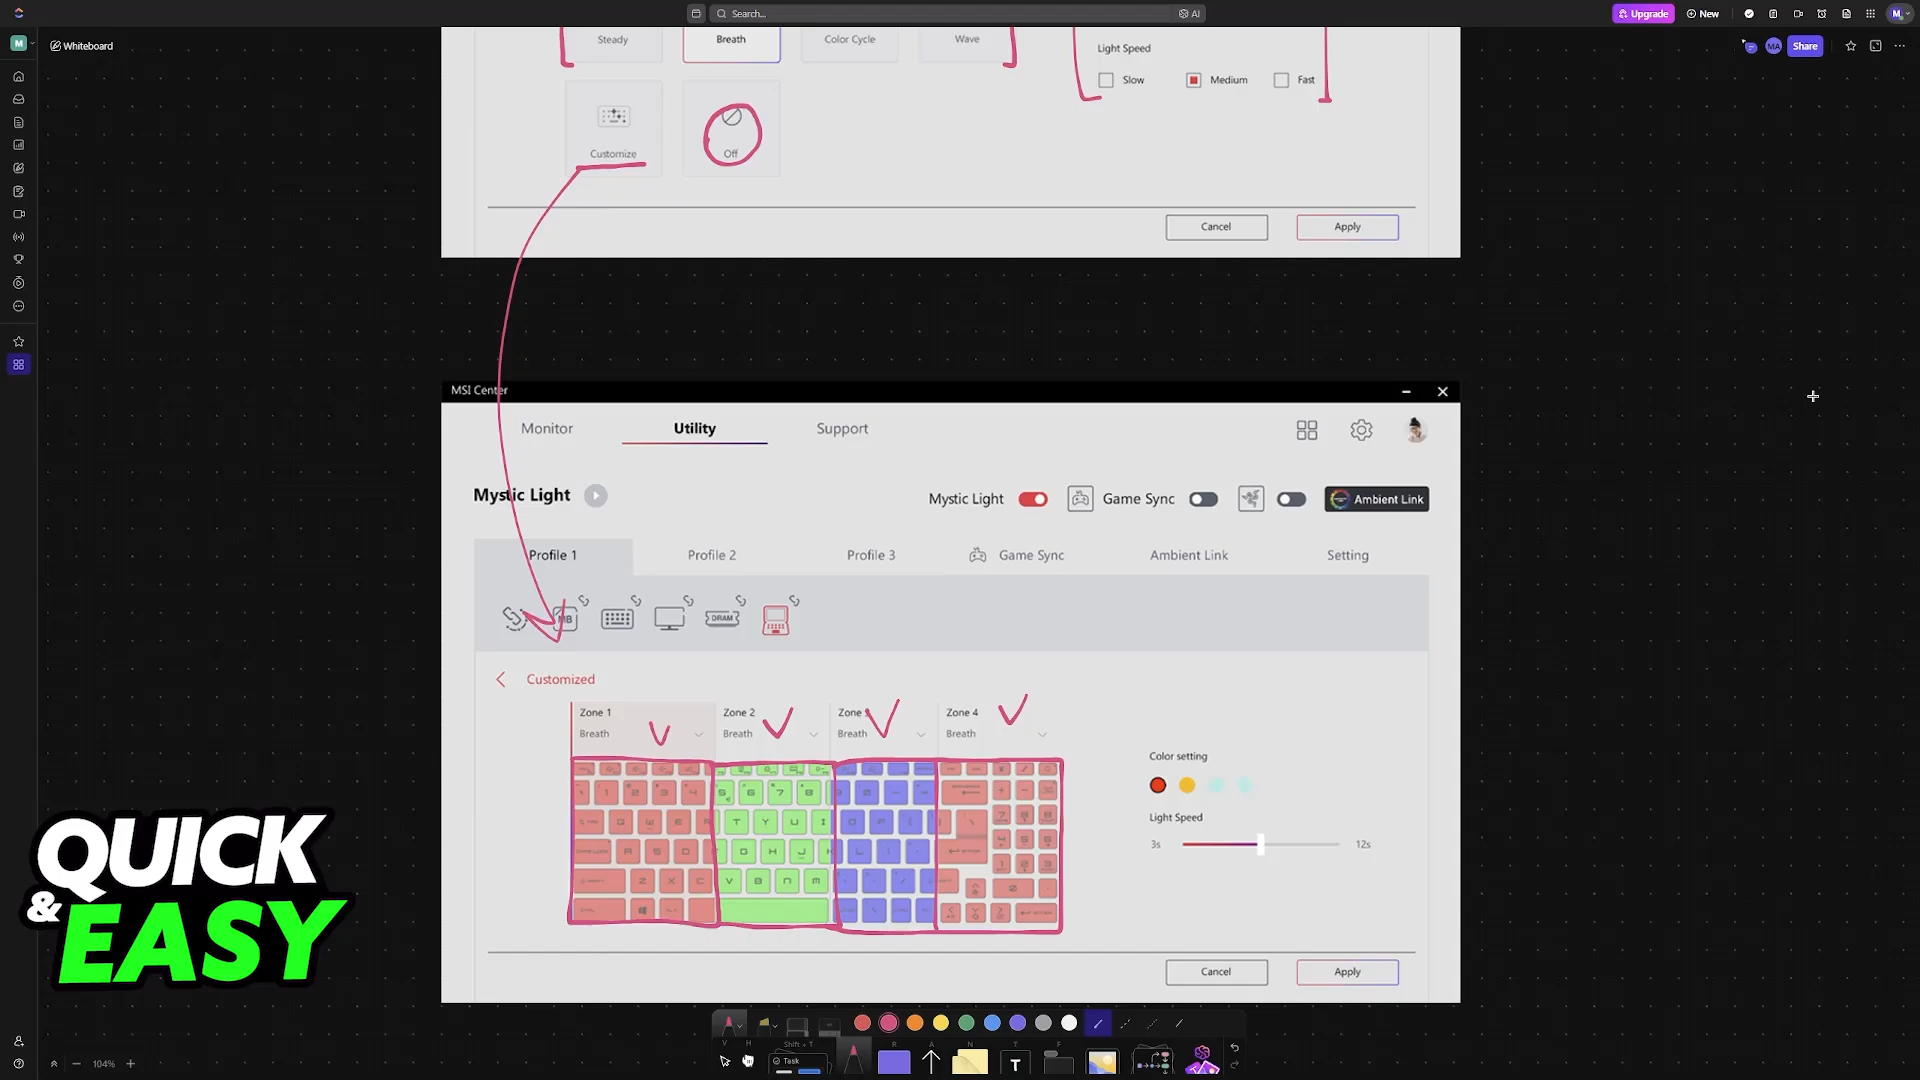 Search...
AI
Upgrade
New
M
M
Whiteboard
MA
Share
Steady
Breath
Color Cycle
Wave
Light Speed
Slow
Medium
Fast
Customize
Off
Cancel
Apply
MSI Center
Monitor
Utility
Support
Mystic Light
Mystic Light
Game Sync
Ambient Link
Profile 1
Profile 2
Profile 3
Game Sync
Ambient Link
Setting
MB
DRAM
Customized
Zone 1
Zone 2
Zone
Zone 4
Breath
Breath
Breath
Breath
Color setting
Light Speed
3s
12s
Cancel
Apply
QUICK
& EASY
V
H
Shift + T
R
A
N
T
F
Task
T
104%